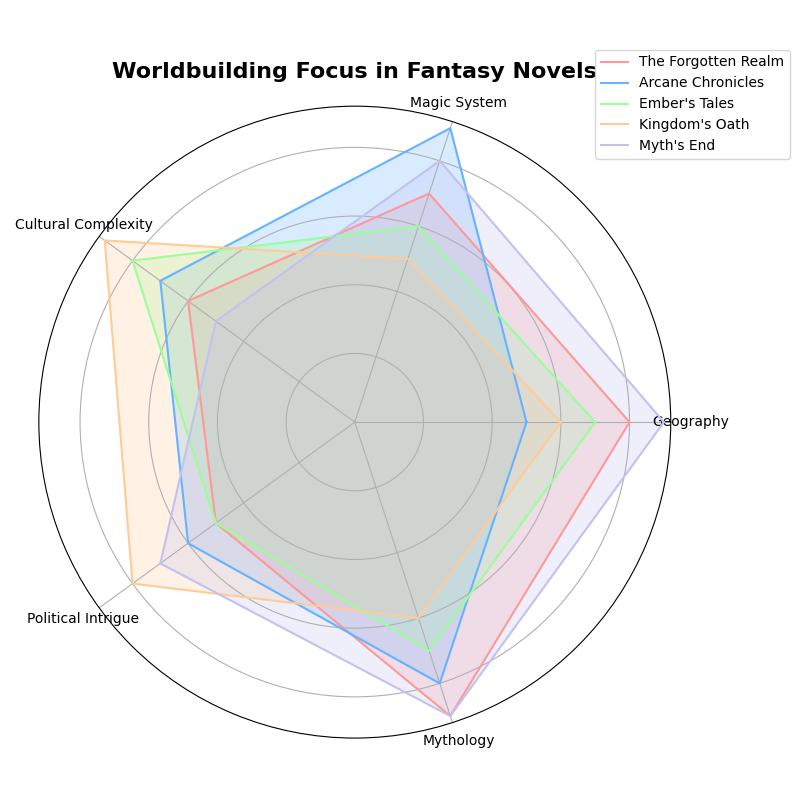 Worldbuilding Focus in Fantasy Novels
The Forgotten Realm
Arcane Chronicles
Ember's Tales
Kingdom's Oath
Myth's End
Magic System
Cultural Complexity
Geography
Political Intrigue
Mythology